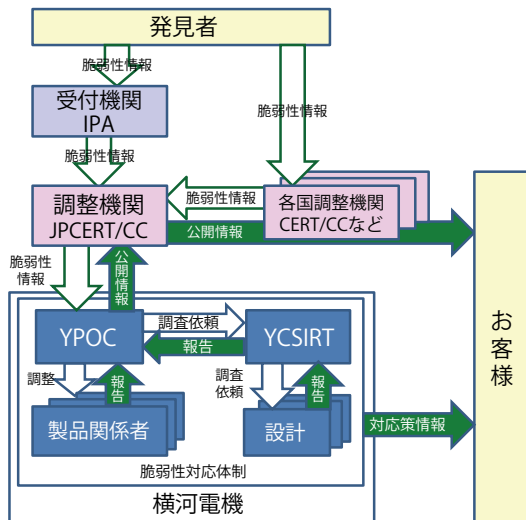 発見者
脆弱性情報
受付機関
IPA
脆弱性情報
脆弱性情報
調整機関
JPCERT/CC
脆弱性情報
各国調整機関
CERT/CCなど
公開情報
脆弱性
情報
公開情報
YPOC
調査依頼
報告
YCSIRT
調整
報告
調査
依頼
報告
製品関係者
設計
脆弱性対応体制
横河電機
対応策情報
お客様